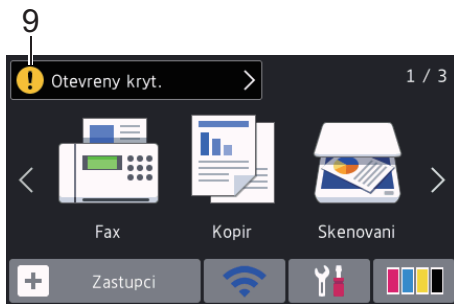 9
Otevreny kryt.
1 / 3
Fax
Kopir
Skenovani
Zastupci